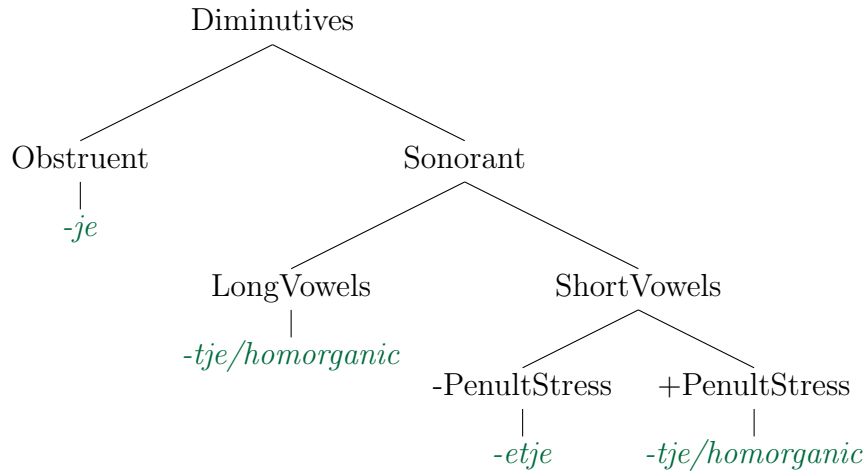 Diminutives
Obstruent
Sonorant
-je
LongVowels
ShortVowels
-tje/homorganic
-PenultStress
+PenultStress
-etje
-tje/homorganic